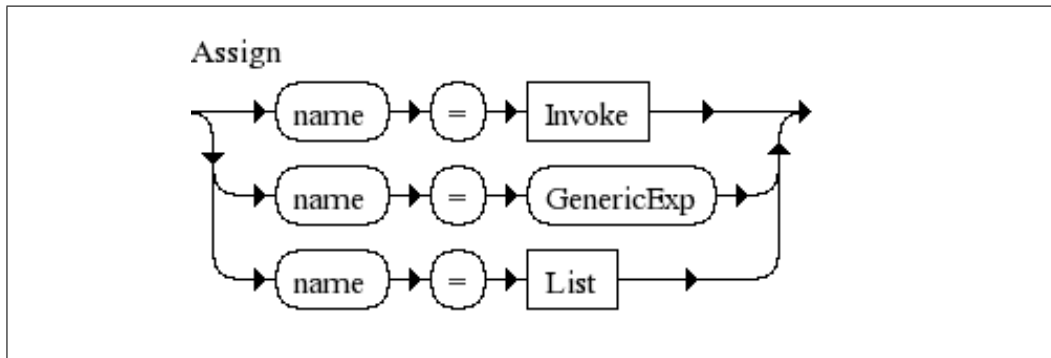 Assign
name = Invoke
name = GenericExp
name = List